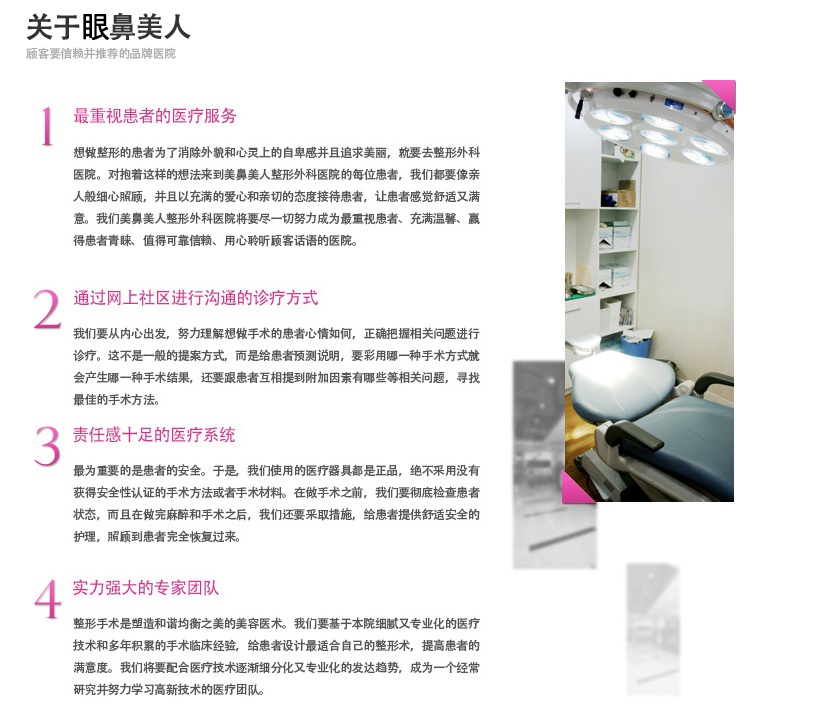 关于眼鼻美人
顾客要信赖并推荐的品牌医院
1 最重视患者的医疗服务
想做整形的患者为了消除外貌和心灵上的自卑感并且追求美丽，就要去整形外科
医院。对抱着这样的想法来到美鼻美人整形外科医院的每位患者，我们都要像亲
人般细心照顾，并且以充满的爱心和亲切的态度接待患者，让患者感觉舒适又满
意。我们美鼻美人整形外科医院将要尽一切努力成为最重视患者、充满温馨、赢
得患者青睐、值得可靠信赖、用心聆听顾客话语的医院。
2 通过网上社区进行沟通的诊疗方式
我们要从内心出发，努力理解想做手术的患者心情如何，正确把握相关问题进行
诊疗。这不是一般的提案方式，而是给患者预测说明，要彩用哪一种手术方式就
会产生哪一种手术结果，还要跟患者互相提到附加因素有哪些等相关问题，寻找
最佳的手术方法。
3 责任感十足的医疗系统
最为重要的是患者的安全。于是，我们使用的医疗器具都是正品，绝不采用没有
获得安全性认证的手术方法或者手术材料。在做手术之前，我们要彻底检查患者
状态，而且在做完麻醉和手术之后，我们还要采取措施，给患者提供舒适安全的
护理，照顾到患者完全恢复过来。
4 实力强大的专家团队
整形手术是塑造和谐均衡之美的美容医术。我们要基于本院细腻又专业化的医疗
技术和多年积累的手术临床经验，给患者设计最适合自己的整形术，提高患者的
满意度。我们将要配合医疗技术逐渐细分化又专业化的发达趋势，成为一个经常
研究并努力学习高新技术的医疗团队。